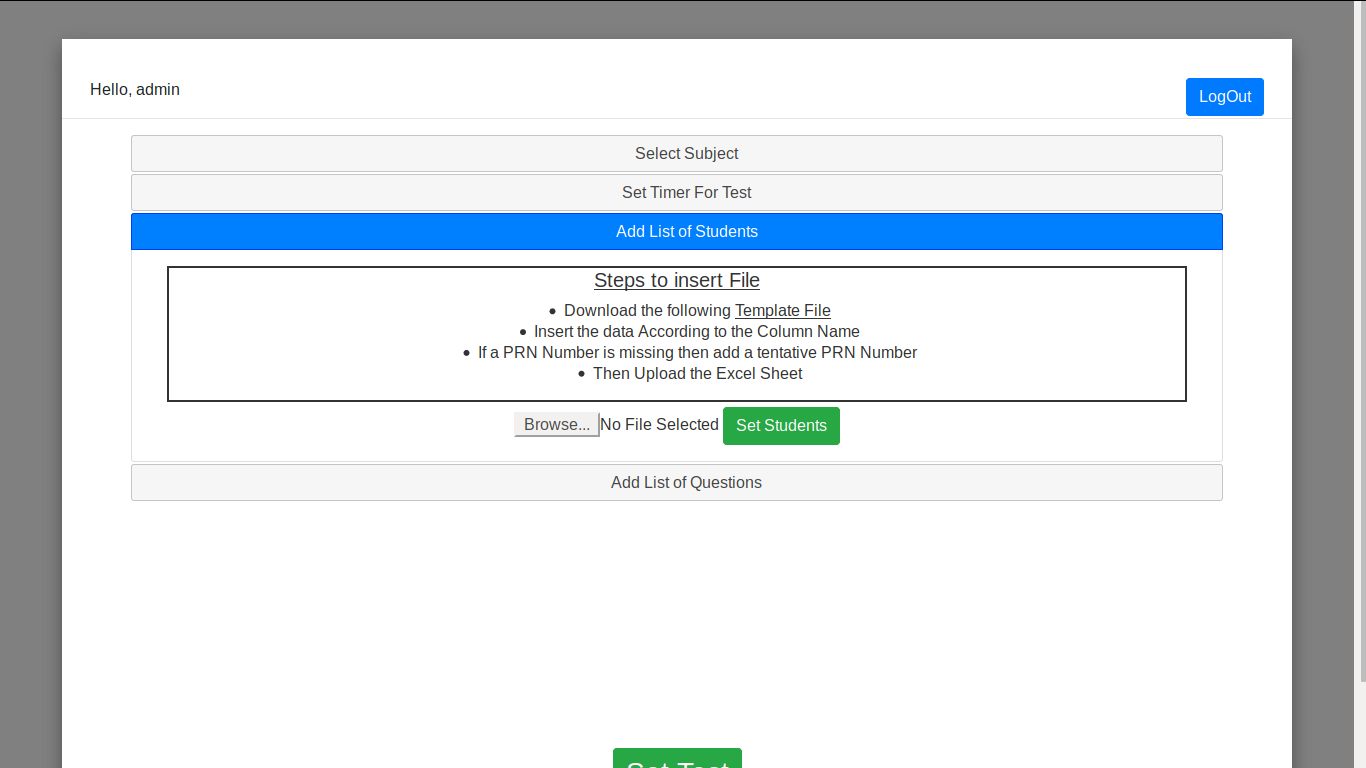 Hello, admin
LogOut
Select Subject
Set Timer For Test
Add List of Students
Steps to insert File
Download the following Template File
Insert the data According to the Column Name
If a PRN Number is missing then add a tentative PRN Number
Then Upload the Excel Sheet
Browse... No File Selected Set Students
Add List of Questions
Set Test